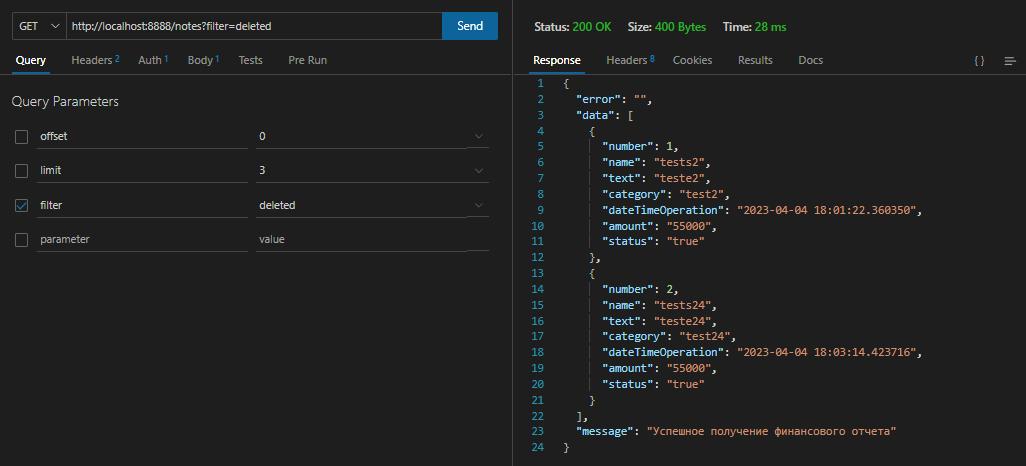 GET http://localhost:8888/notes?filter=deleted Send
Query Headers 2 Auth 1 Body 1 Tests Pre Run
Query Parameters
offset 0
limit 3
filter deleted
parameter value
Status: 200 OK Size: 400 Bytes Time: 28 ms
Response Headers 8 Cookies Results Docs { }
1 {
2 "error": "",
3 "data": [
4 {
5 "number": 1,
6 "name": "tests2",
7 "text": "teste2",
8 "category": "test2",
9 "dateTimeOperation": "2023-04-04 18:01:22.360350",
10 "amount": "55000",
11 "status": "true"
12 },
13 {
14 "number": 2,
15 "name": "tests24",
16 "text": "teste24",
17 "category": "test24",
18 "dateTimeOperation": "2023-04-04 18:03:14.423716",
19 "amount": "55000",
20 "status": "true"
21 }
22 ],
23 "message": "Успешное получение финансового отчета"
24 }